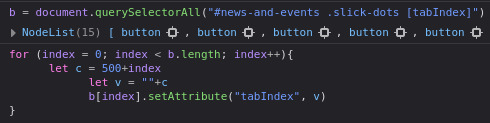 b = document.querySelectorAll("#news-and-events .slick-dots [tabIndex]")
▶ NodeList(15) [ button , button , button , button , button
for (index = 0; index < b.length; index++){
let c = 500+index
let v = ""+c
b[index].setAttribute("tabIndex", v)
}